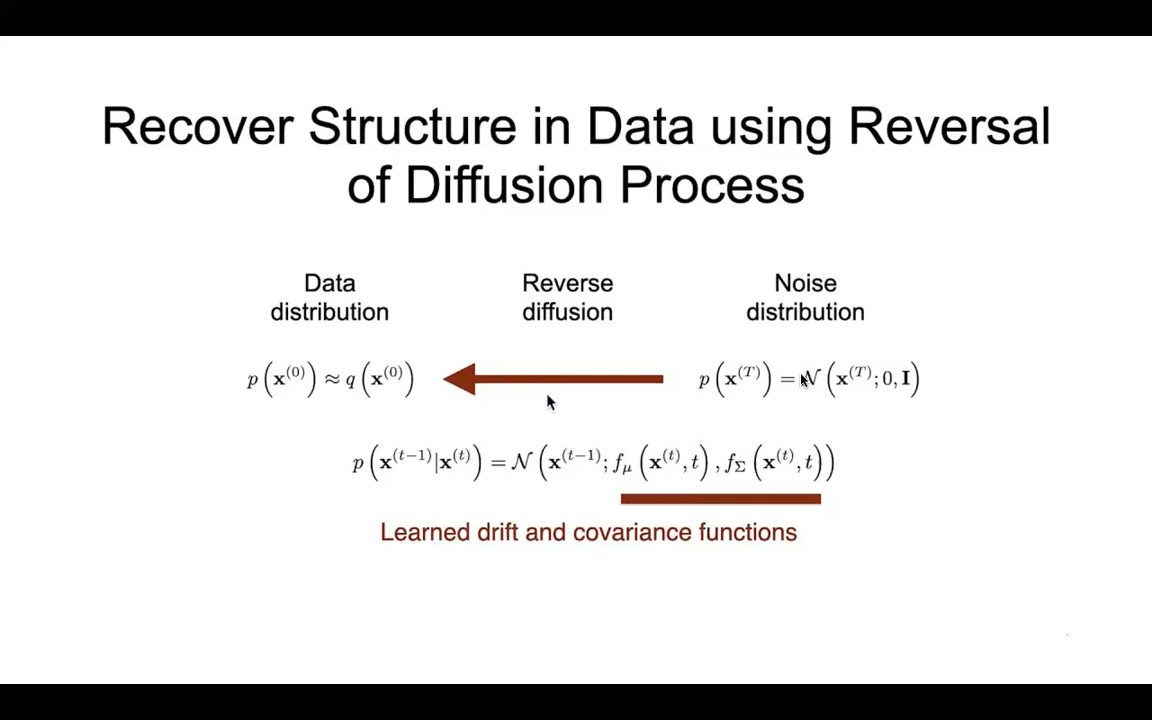 Recover Structure in Data using Reversal
of Diffusion Process
Data distribution
Reverse diffusion
Noise distribution
p(x^(0)) ≈ q(x^(0))
p(x^(T)) = 𝒩(x^(T); 0, I)
p(x^(t−1)|x^(t)) = 𝒩(x^(t−1); f_μ(x^(t), t), f_Σ(x^(t), t))
Learned drift and covariance functions